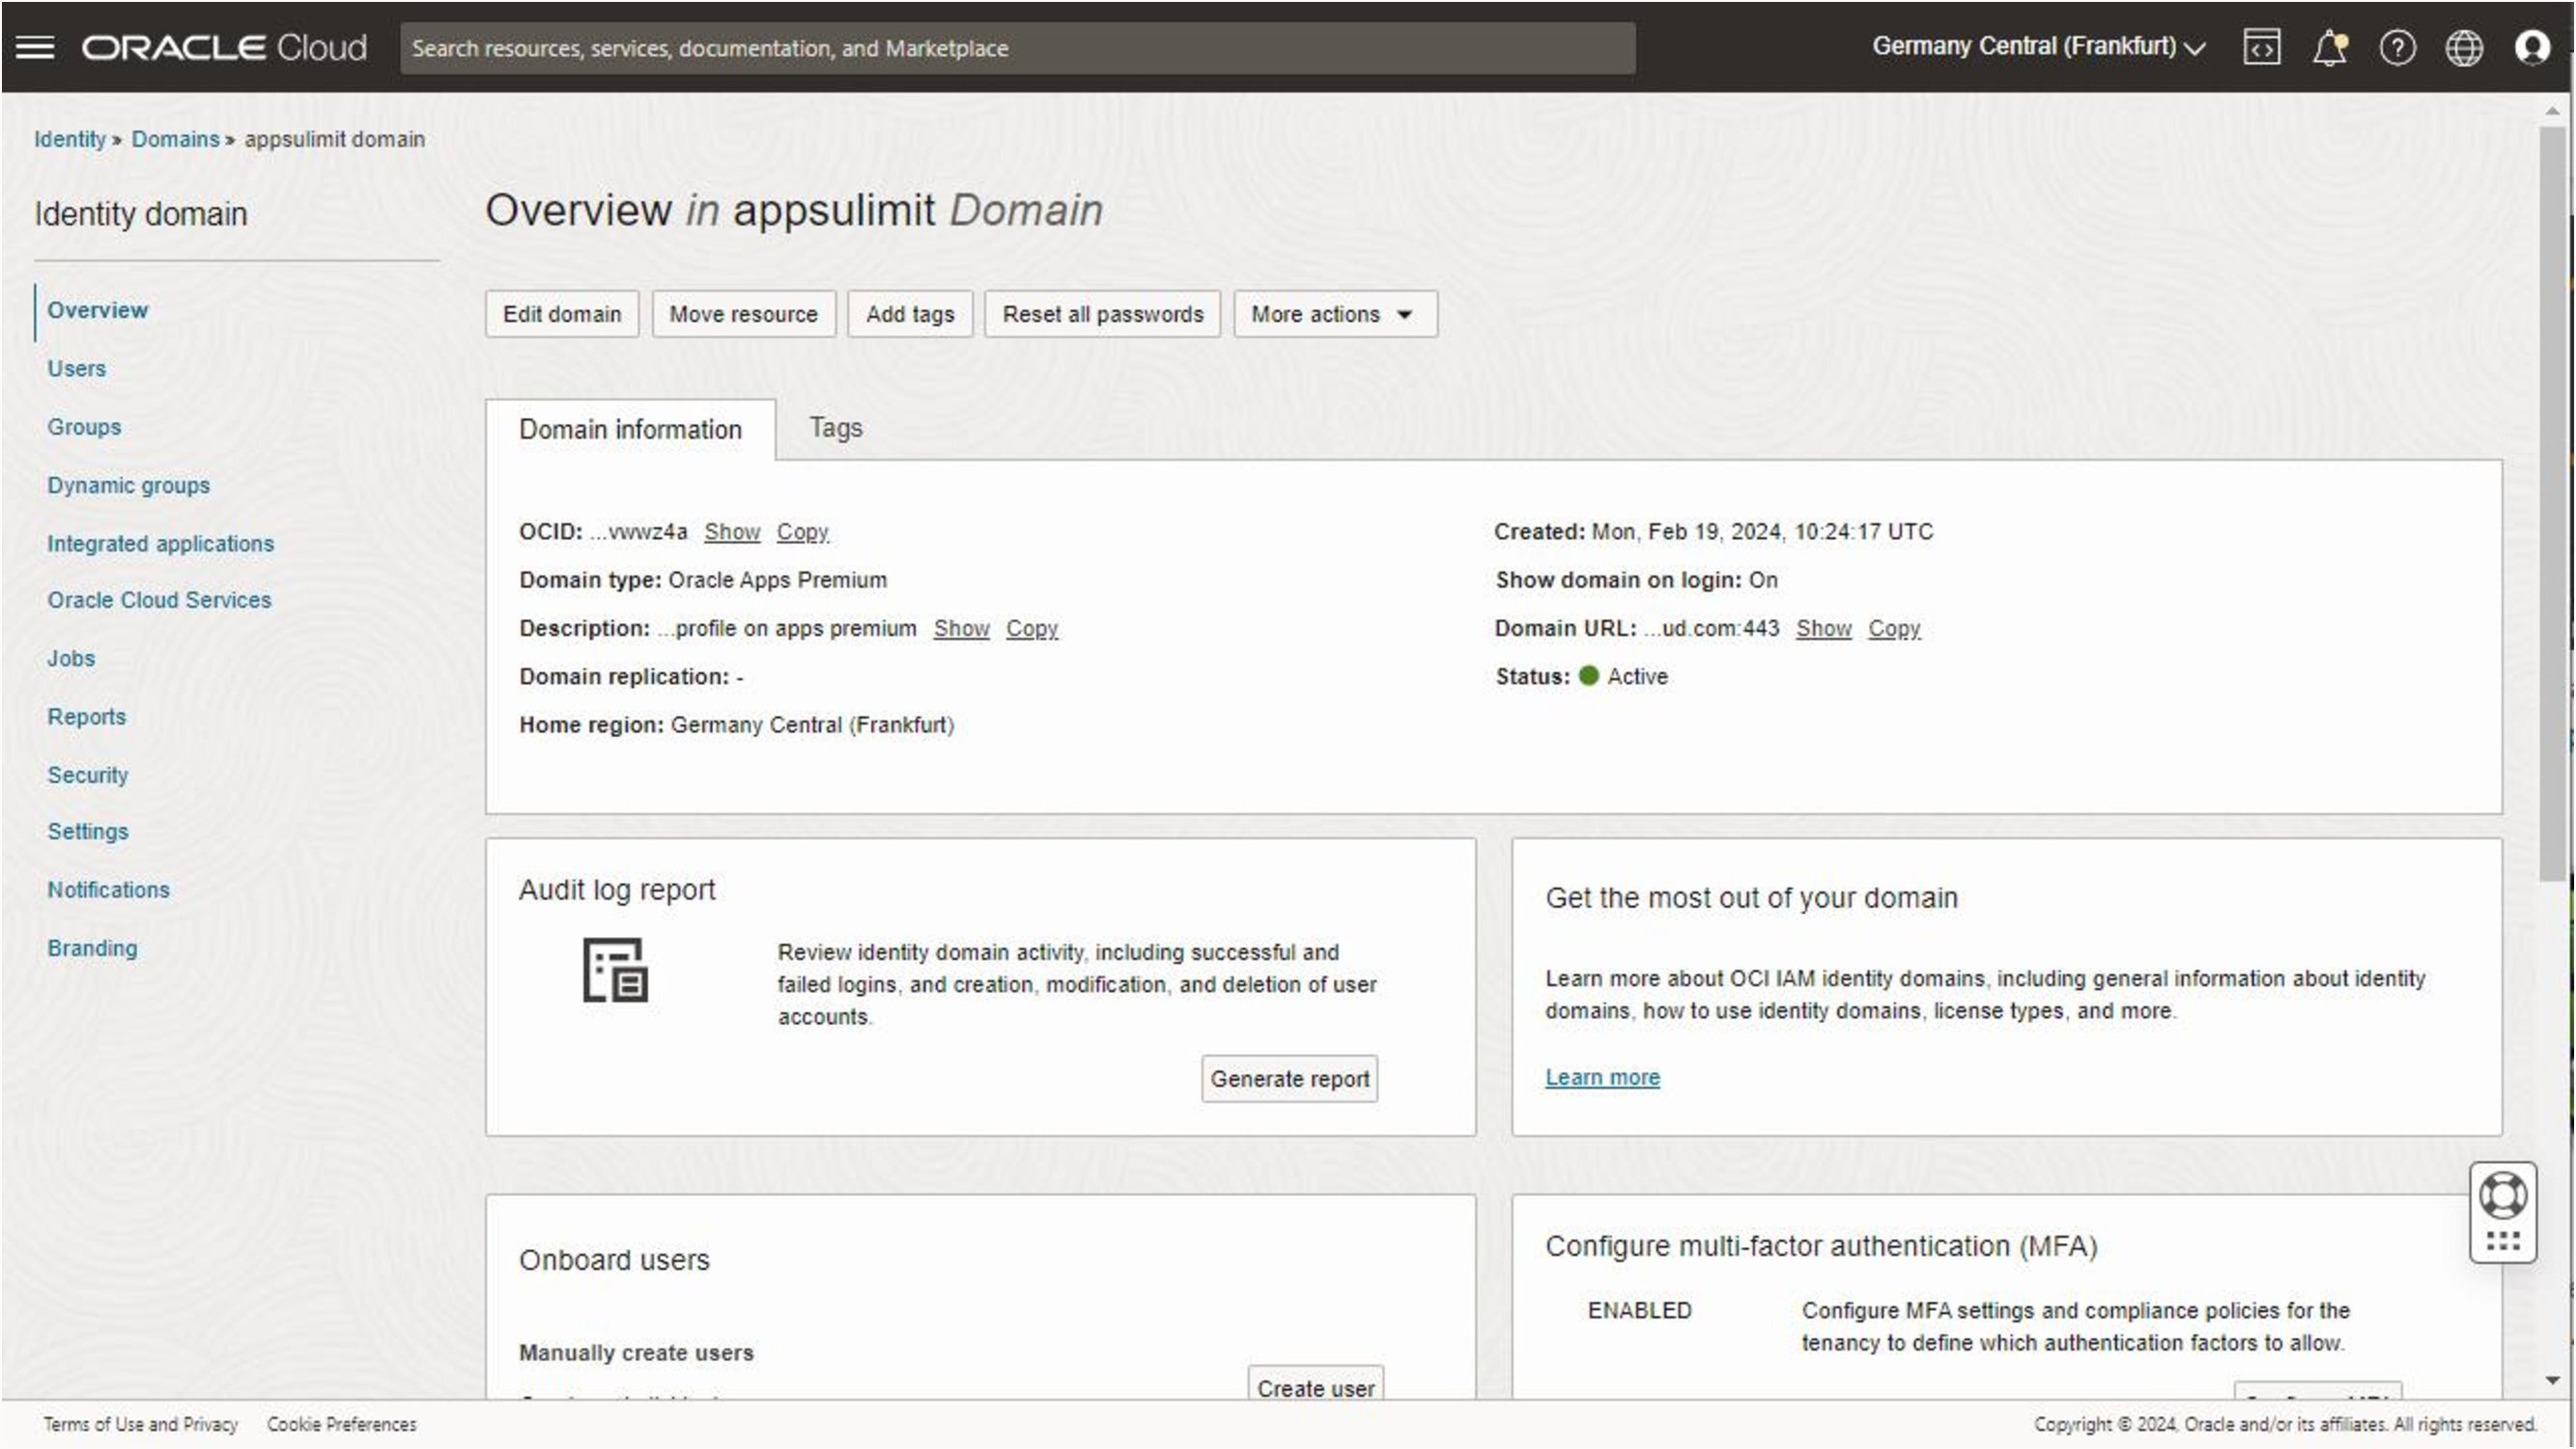 ORACLE Cloud
Search resources, services, documentation, and Marketplace
Germany Central (Frankfurt)
Identity » Domains » appsulimit domain
Identity domain
Overview
Users
Groups
Dynamic groups
Integrated applications
Oracle Cloud Services
Jobs
Reports
Security
Settings
Notifications
Branding
Overview in appsulimit Domain
Edit domain
Move resource
Add tags
Reset all passwords
More actions
Domain information
Tags
OCID: ...vwwz4a Show Copy
Domain type: Oracle Apps Premium
Description: ...profile on apps premium Show Copy
Domain replication: -
Home region: Germany Central (Frankfurt)
Created: Mon, Feb 19, 2024, 10:24:17 UTC
Show domain on login: On
Domain URL: ...ud.com:443 Show Copy
Status: Active
Audit log report
Review identity domain activity, including successful and
failed logins, and creation, modification, and deletion of user
accounts.
Generate report
Get the most out of your domain
Learn more about OCI IAM identity domains, including general information about identity
domains, how to use identity domains, license types, and more.
Learn more
Onboard users
Manually create users
Create user
Configure multi-factor authentication (MFA)
ENABLED
Configure MFA settings and compliance policies for the
tenancy to define which authentication factors to allow.
Terms of Use and Privacy
Cookie Preferences
Copyright © 2024, Oracle and/or its affiliates. All rights reserved.